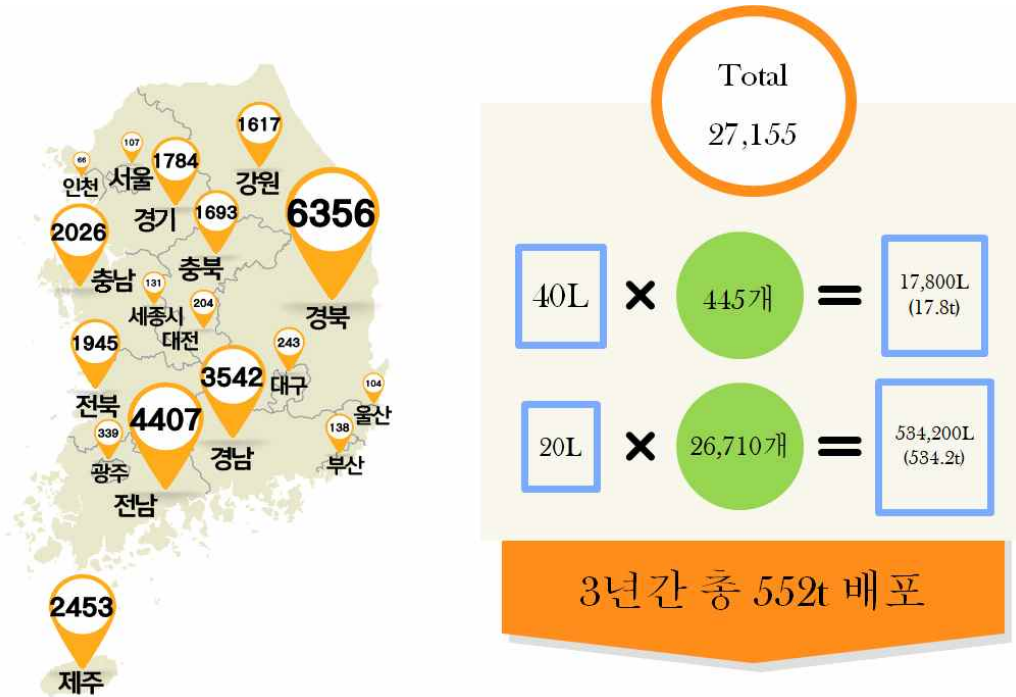 1617
강원
107
서울
66
인천
1784
경기
6356
경북
1693
충북
2026
충남
131
세종시
204
대전
1945
전북
243
대구
3542
경남
104
울산
4407
전남
138
부산
339
광주
2453
제주
Total
27,155
40L × 445개 = 17,800L
(17.8t)
20L × 26,710개 = 534,200L
(534.2t)
3년간 총 552t 배포